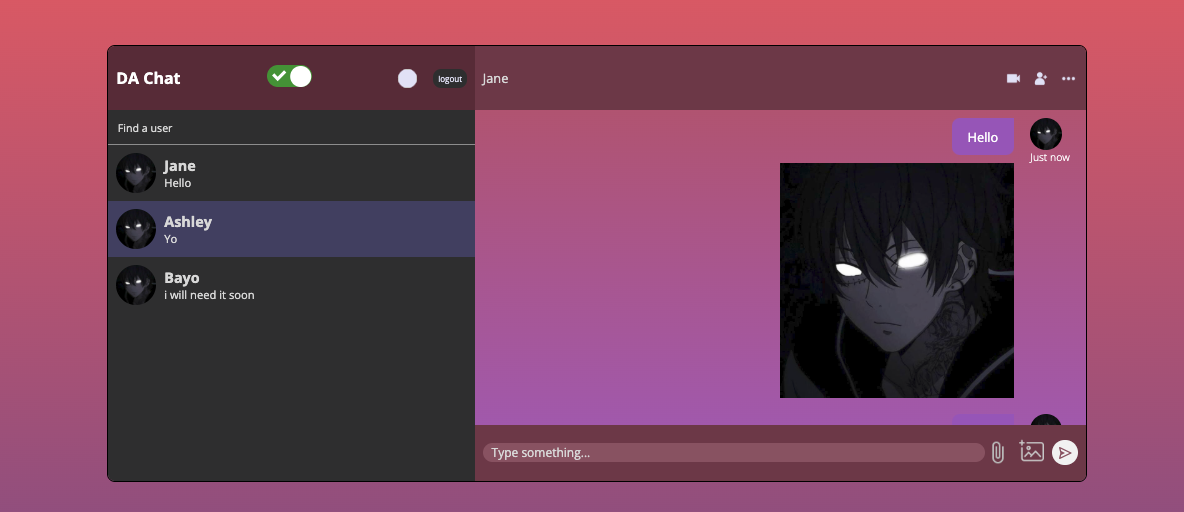 DA Chat
logout
Find a user
Jane
Hello
Ashley
Yo
Bayo
i will need it soon
Jane
Hello
Just now
Type something...